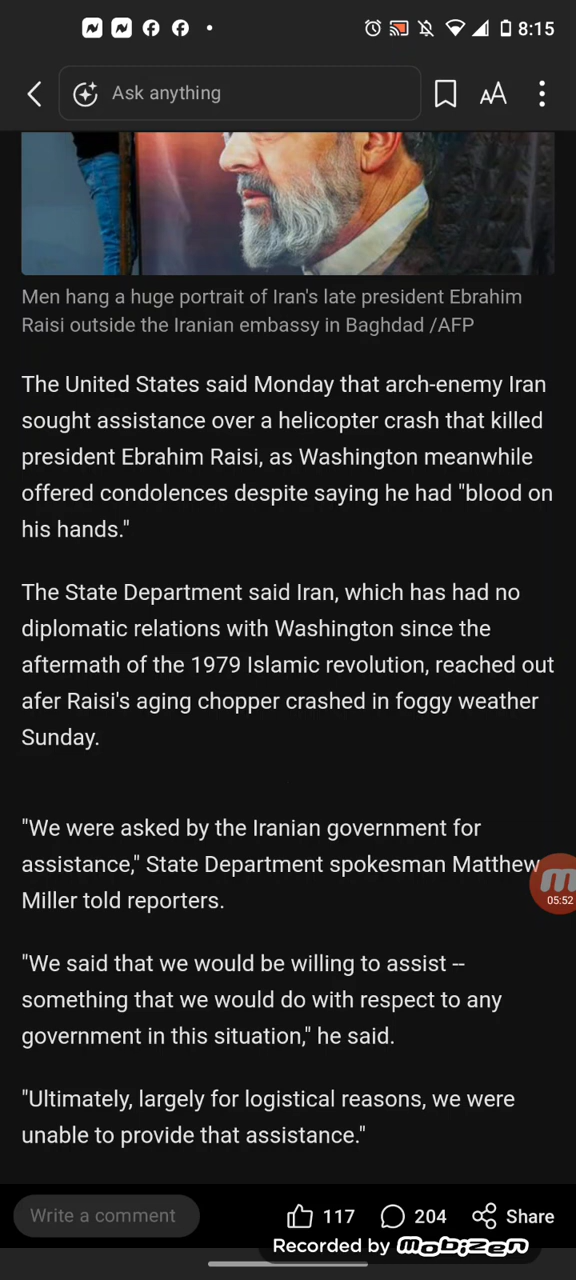 8:15
Ask anything
AA
Men hang a huge portrait of Iran's late president Ebrahim
Raisi outside the Iranian embassy in Baghdad /AFP
The United States said Monday that arch-enemy Iran
sought assistance over a helicopter crash that killed
president Ebrahim Raisi, as Washington meanwhile
offered condolences despite saying he had "blood on
his hands."
The State Department said Iran, which has had no
diplomatic relations with Washington since the
aftermath of the 1979 Islamic revolution, reached out
afer Raisi's aging chopper crashed in foggy weather
Sunday.
"We were asked by the Iranian government for
assistance," State Department spokesman Matthew
Miller told reporters.
05:52
"We said that we would be willing to assist --
something that we would do with respect to any
government in this situation," he said.
"Ultimately, largely for logistical reasons, we were
unable to provide that assistance."
Write a comment 117 204 Share
Recorded by mobizen